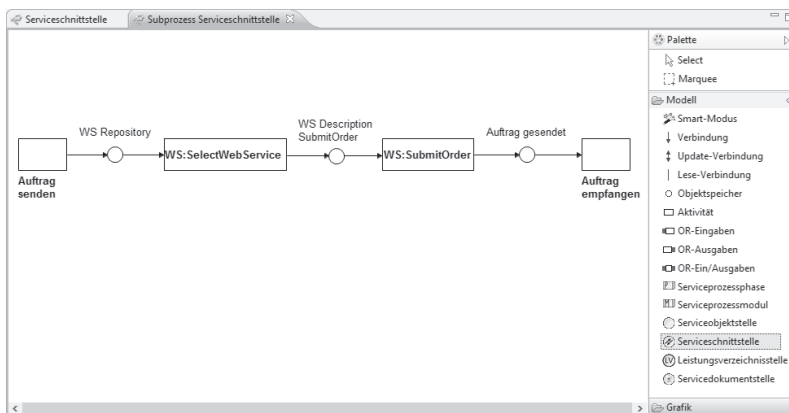 Serviceschnittstelle
Subprozess Serviceschnittstelle
WS Repository
WS Description
SubmitOrder
Auftrag gesendet
WS:SelectWebService
WS:SubmitOrder
Auftrag
senden
Auftrag
empfangen
Palette
Select
Marquee
Modell
Smart-Modus
Verbindung
Update-Verbindung
Lese-Verbindung
Objektspeicher
Aktivität
OR-Eingaben
OR-Ausgaben
OR-Ein/Ausgaben
Serviceprozessphase
Serviceprozessmodul
Serviceobjektstelle
Serviceschnittstelle
LV Leistungsverzeichnisstelle
Servicedokumentstelle
Grafik